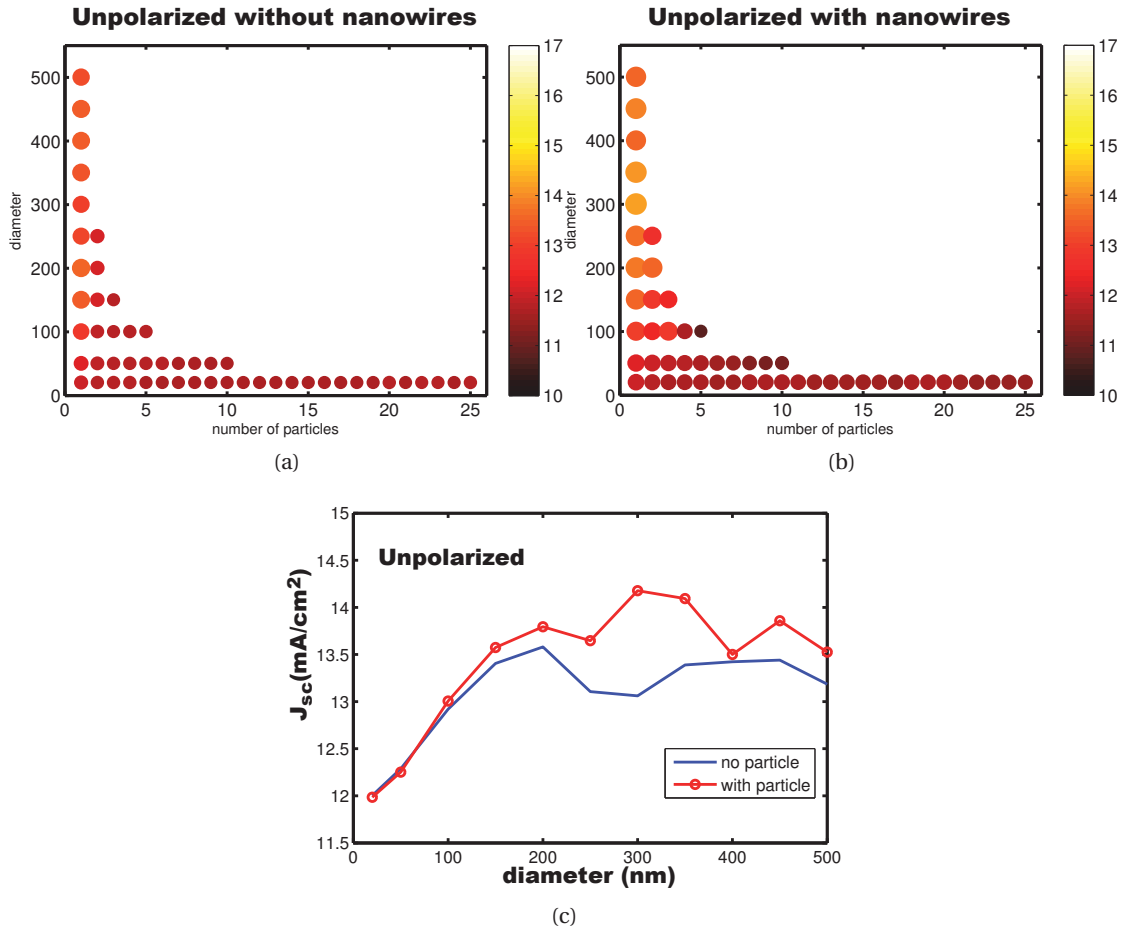 Unpolarized without nanowires
500
400
300
200
100
0
diameter
0 5 10 15 20 25
number of particles
17
16
15
14
13
12
11
10
(a)
Unpolarized with nanowires
500
400
300
200
100
0
diameter
0 5 10 15 20 25
number of particles
17
16
15
14
13
12
11
10
(b)
15
14.5
14
13.5
13
12.5
12
11.5
Jsc(mA/cm²)
Unpolarized
no particle
with particle
0 100 200 300 400 500
diameter (nm)
(c)